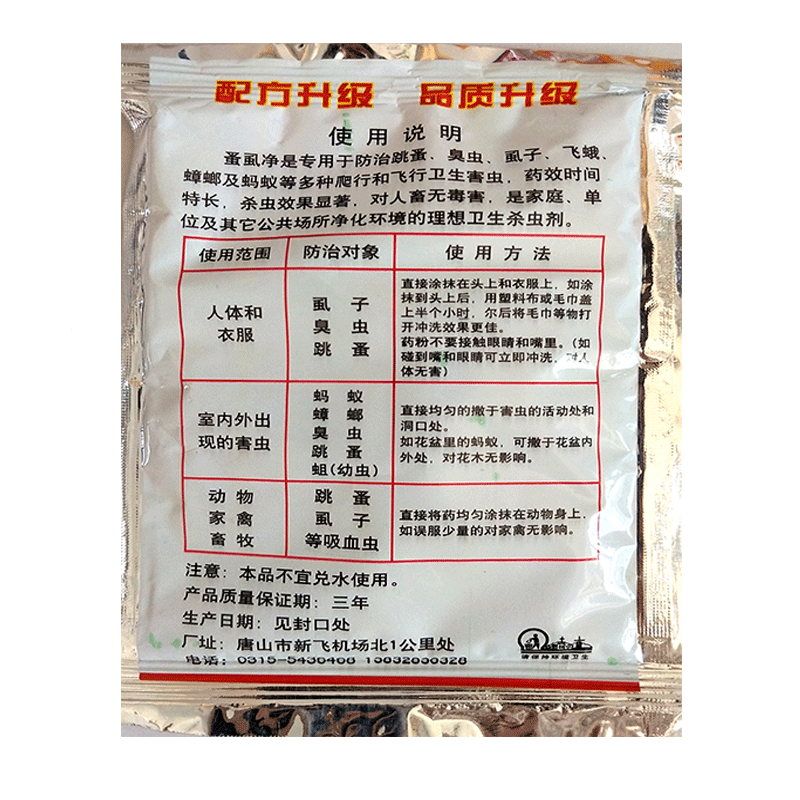 配方升级 品质升级
使用说明
蚤虱净是专用于防治跳蚤、臭虫、虱子、飞蛾、
蟑螂及蚂蚁等多种爬行和飞行卫生害虫，药效时间
特长，杀虫效果显著，对人畜无毒害，是家庭、单
位及其它公共场所净化环境的理想卫生杀虫剂。
使用范围 防治对象 使用方法
人体和
衣服
虱子
臭虫
跳蚤
直接涂抹在头上和衣服上，如涂
抹到头上后，用塑料布或毛巾盖
上半个小时，尔后将毛巾等物打
开冲洗效果更佳。
药粉不要接触眼睛和嘴里。(如
碰到嘴和眼睛可立即冲洗，对人
体无害)
室内外出
现的害虫
蚂蚁
蟑螂
臭虫
跳蚤
蛆(幼虫)
直接均匀的撒于害虫的活动处和
洞口处。
如花盆里的蚂蚁，可撒于花盆内
外处，对花木无影响。
动物
家禽
畜牧
跳蚤
虱子
等吸血虫
直接将药均匀涂抹在动物身上，
如误服少量的对家禽无影响。
注意：本品不宜兑水使用。
产品质量保证期：三年
生产日期：见封口处
厂址：唐山市新飞机场北1公里处
电话：0315-5436408
请保持环境卫生